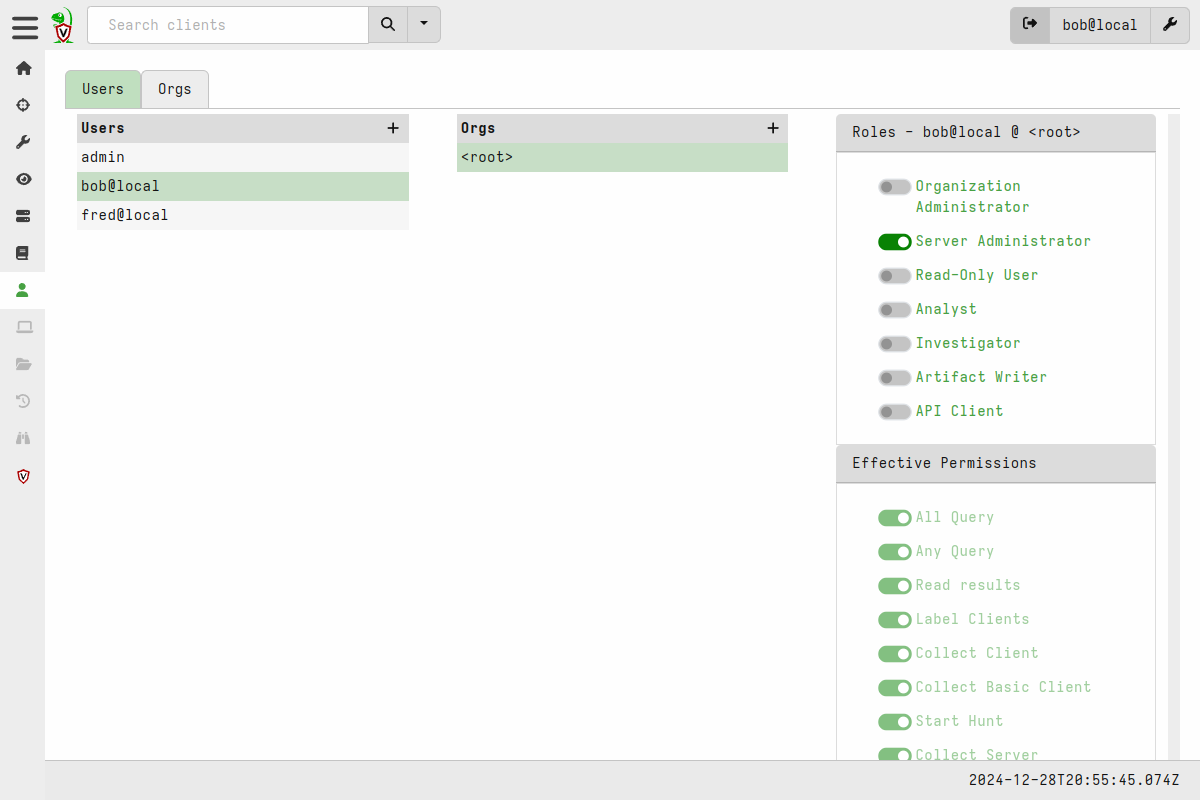 Search clients
bob@local
Users
Orgs
Users
admin
bob@local
fred@local
Orgs
<root>
Roles - bob@local @ <root>
Organization
Administrator
Server Administrator
Read-Only User
Analyst
Investigator
Artifact Writer
API Client
Effective Permissions
All Query
Any Query
Read results
Label Clients
Collect Client
Collect Basic Client
Start Hunt
Collect Server
2024-12-28T20:55:45.074Z